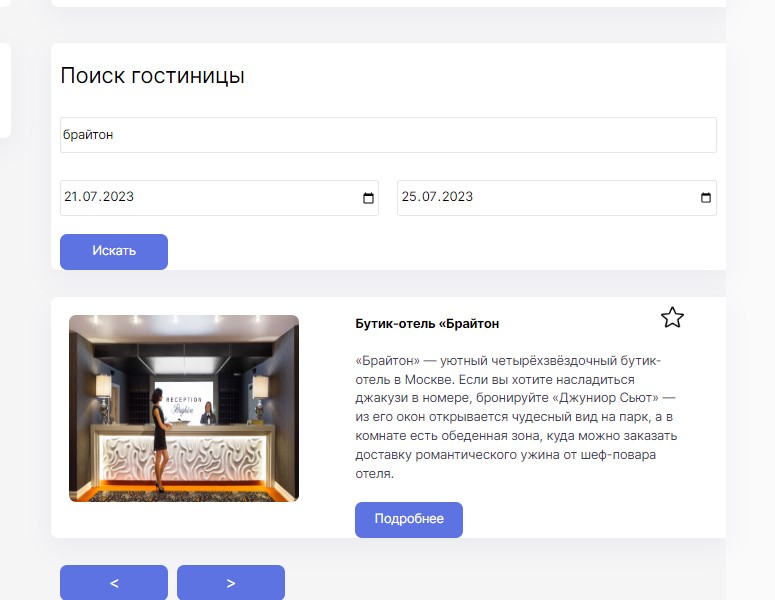 Поиск гостиницы
брайтон
21.07.2023
25.07.2023
Искать
Бутик-отель «Брайтон
«Брайтон» — уютный четырёхзвёздочный бутик-
отель в Москве. Если вы хотите насладиться
джакузи в номере, бронируйте «Джуниор Сьют» —
из его окон открывается чудесный вид на парк, а в
комнате есть обеденная зона, куда можно заказать
доставку романтического ужина от шеф-повара
отеля.
RECEPTION
Brighton
Подробнее
< >